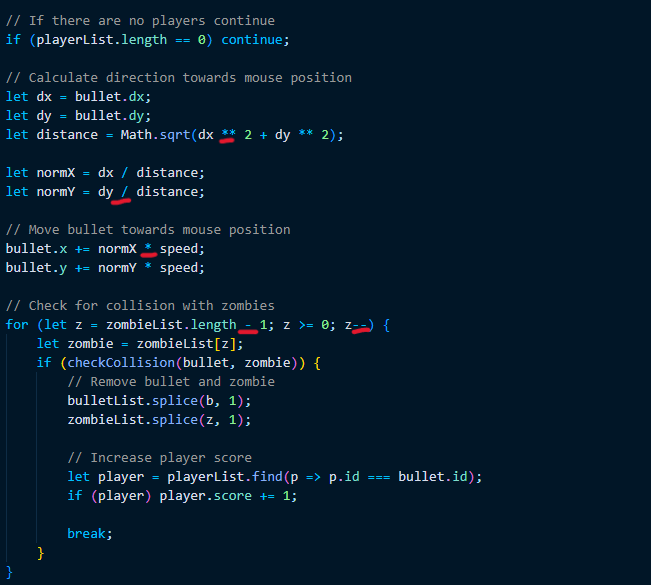 // If there are no players continue
if (playerList.length == 0) continue;
// Calculate direction towards mouse position
let dx = bullet.dx;
let dy = bullet.dy;
let distance = Math.sqrt(dx ** 2 + dy ** 2);
let normX = dx / distance;
let normY = dy / distance;
// Move bullet towards mouse position
bullet.x += normX * speed;
bullet.y += normY * speed;
// Check for collision with zombies
for (let z = zombieList.length - 1; z >= 0; z--) {
let zombie = zombieList[z];
if (checkCollision(bullet, zombie)) {
// Remove bullet and zombie
bulletList.splice(b, 1);
zombieList.splice(z, 1);
// Increase player score
let player = playerList.find(p => p.id === bullet.id);
if (player) player.score += 1;
break;
}
}